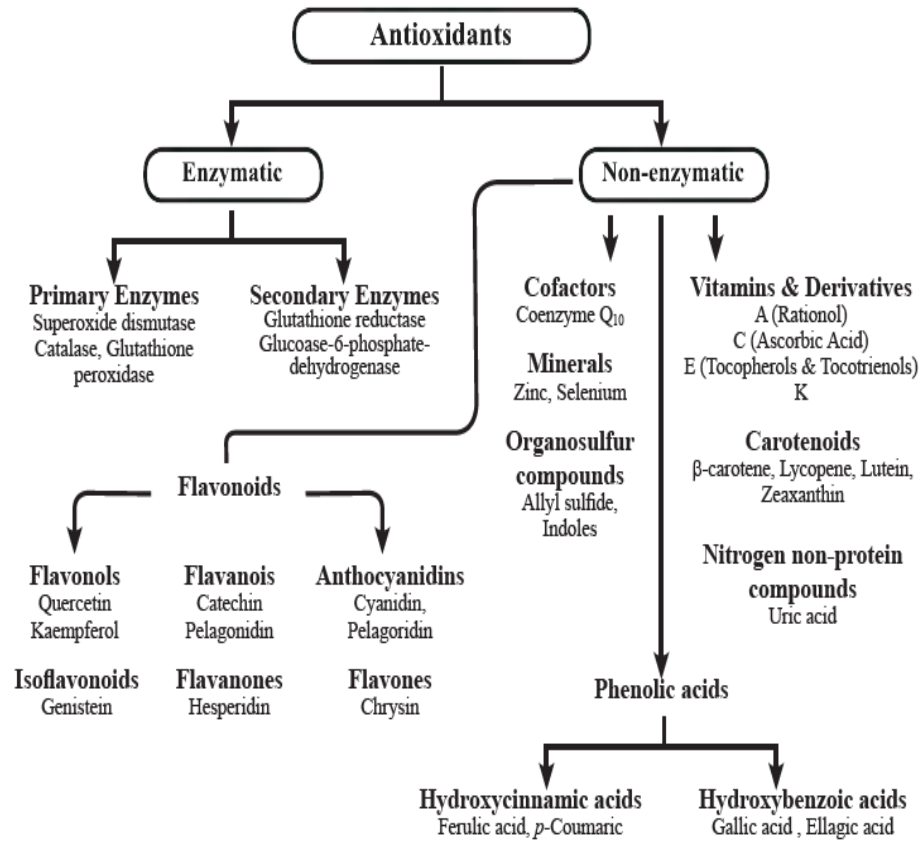 Antioxidants
Enzymatic
Non-enzymatic
Primary Enzymes
Superoxide dismutase
Catalase, Glutathione
peroxidase
Secondary Enzymes
Glutathione reductase
Glucoase-6-phosphate-
dehydrogenase
Cofactors
Coenzyme Q₁₀
Minerals
Zinc, Selenium
Organosulfur
compounds
Allyl sulfide,
Indoles
Vitamins & Derivatives
A (Rationol)
C (Ascorbic Acid)
E (Tocopherols & Tocotrienols)
K
Carotenoids
β-carotene, Lycopene, Lutein,
Zeaxanthin
Nitrogen non-protein
compounds
Uric acid
Flavonoids
Flavonols
Quercetin
Kaempferol
Flavanois
Catechin
Pelagonidin
Anthocyanidins
Cyanidin,
Pelagoridin
Isoflavonoids
Genistein
Flavanones
Hesperidin
Flavones
Chrysin
Phenolic acids
Hydroxycinnamic acids
Ferulic acid, p-Coumaric
Hydroxybenzoic acids
Gallic acid , Ellagic acid